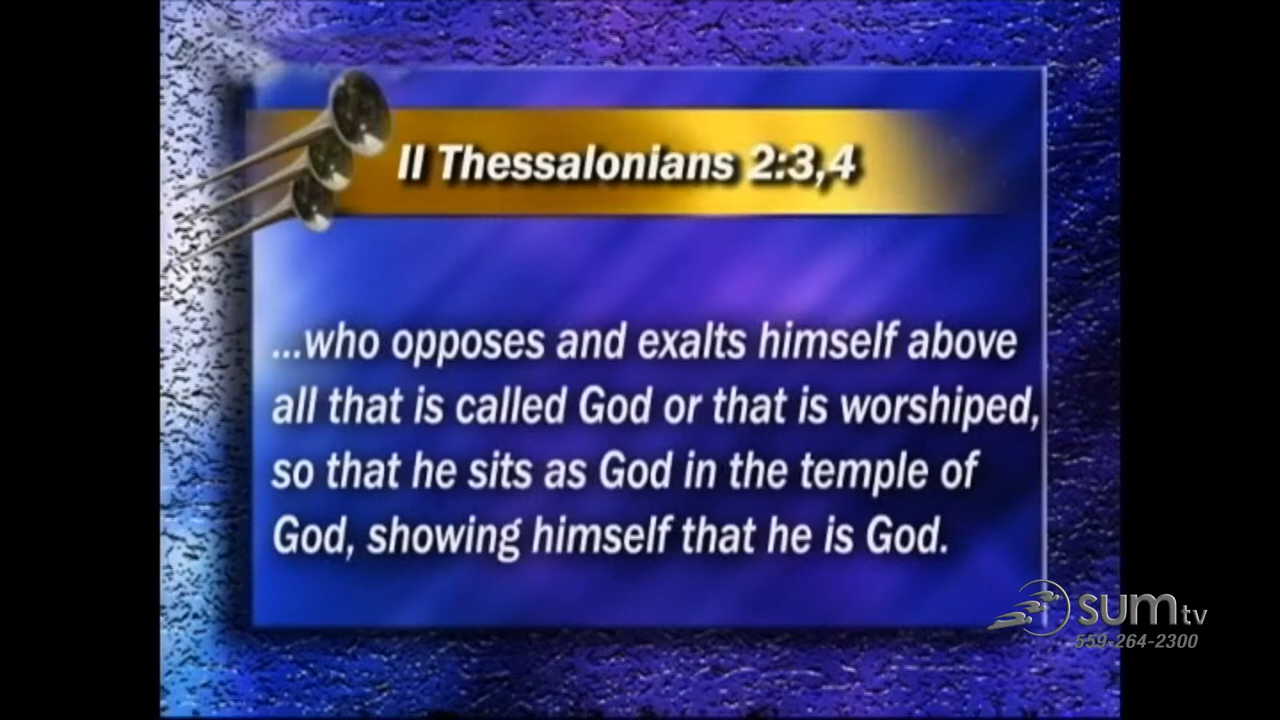 II Thessalonians 2:3,4
...who opposes and exalts himself above
all that is called God or that is worshiped,
so that he sits as God in the temple of
God, showing himself that he is God.
sumtv
559-264-2300